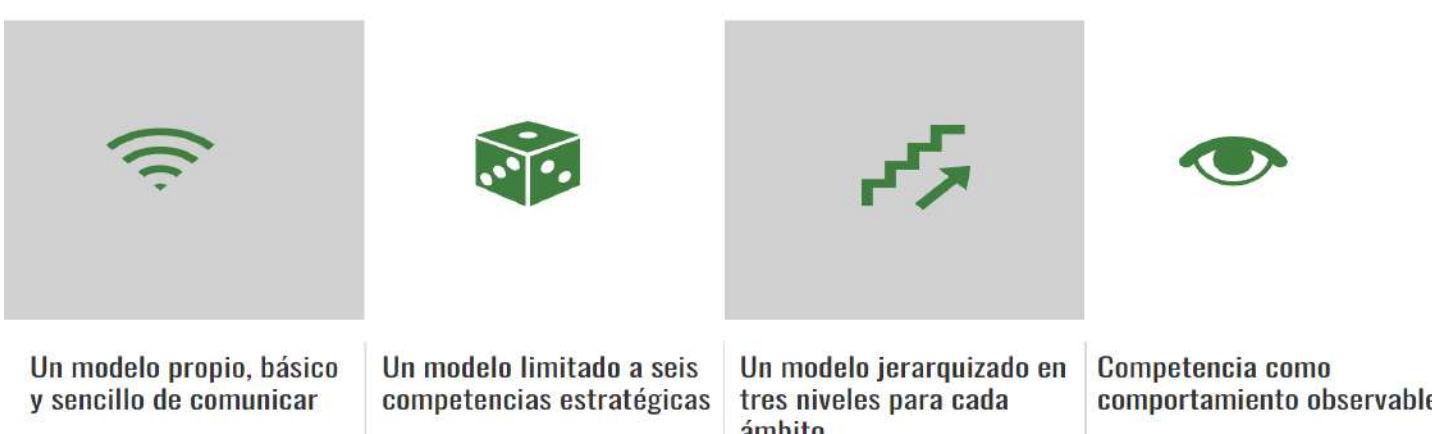 Un modelo propio, básico
y sencillo de comunicar
Un modelo limitado a seis
competencias estratégicas
Un modelo jerarquizado en
tres niveles para cada
ámbito
Competencia como
comportamiento observable